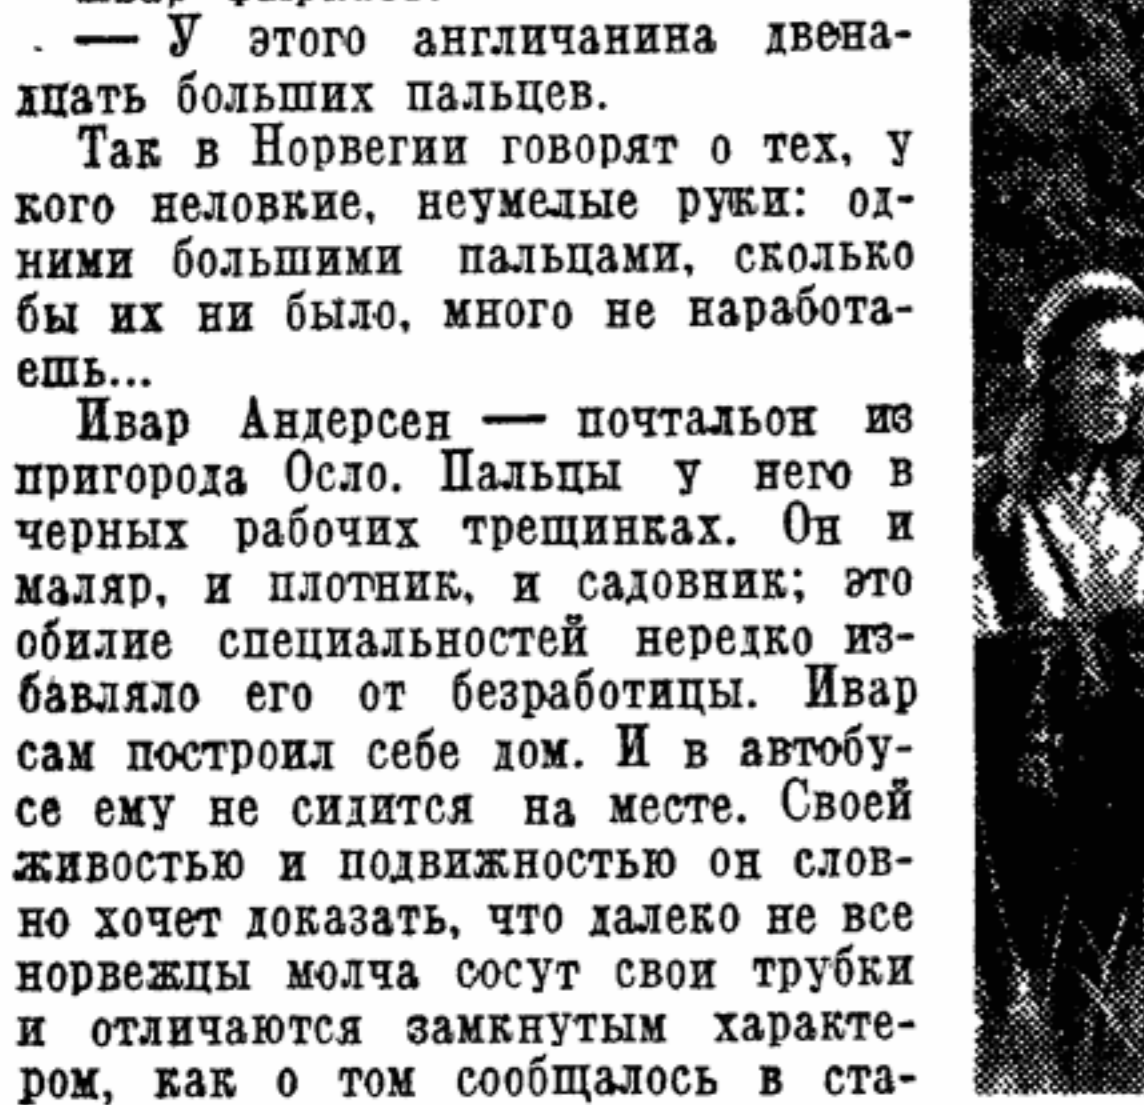 — У этого англичанина двена-
дцать больших пальцев.
Так в Норвегии говорят о тех, у
кого неловкие, неумелые руки: од-
ними большими пальцами, сколько
бы их ни было, много не наработа-
ешь...
Ивар Андерсен — почтальон из
пригорода Осло. Пальцы у него в
черных рабочих трещинках. Он и
маляр, и плотник, и садовник; это
обилие специальностей нередко из-
бавляло его от безработицы. Ивар
сам построил себе дом. И в автобу-
се ему не сидится на месте. Своей
живостью и подвижностью он слов-
но хочет доказать, что далеко не все
норвежцы молча сосут свои трубки
и отличаются замкнутым характе-
ром, как о том сообщалось в ста-